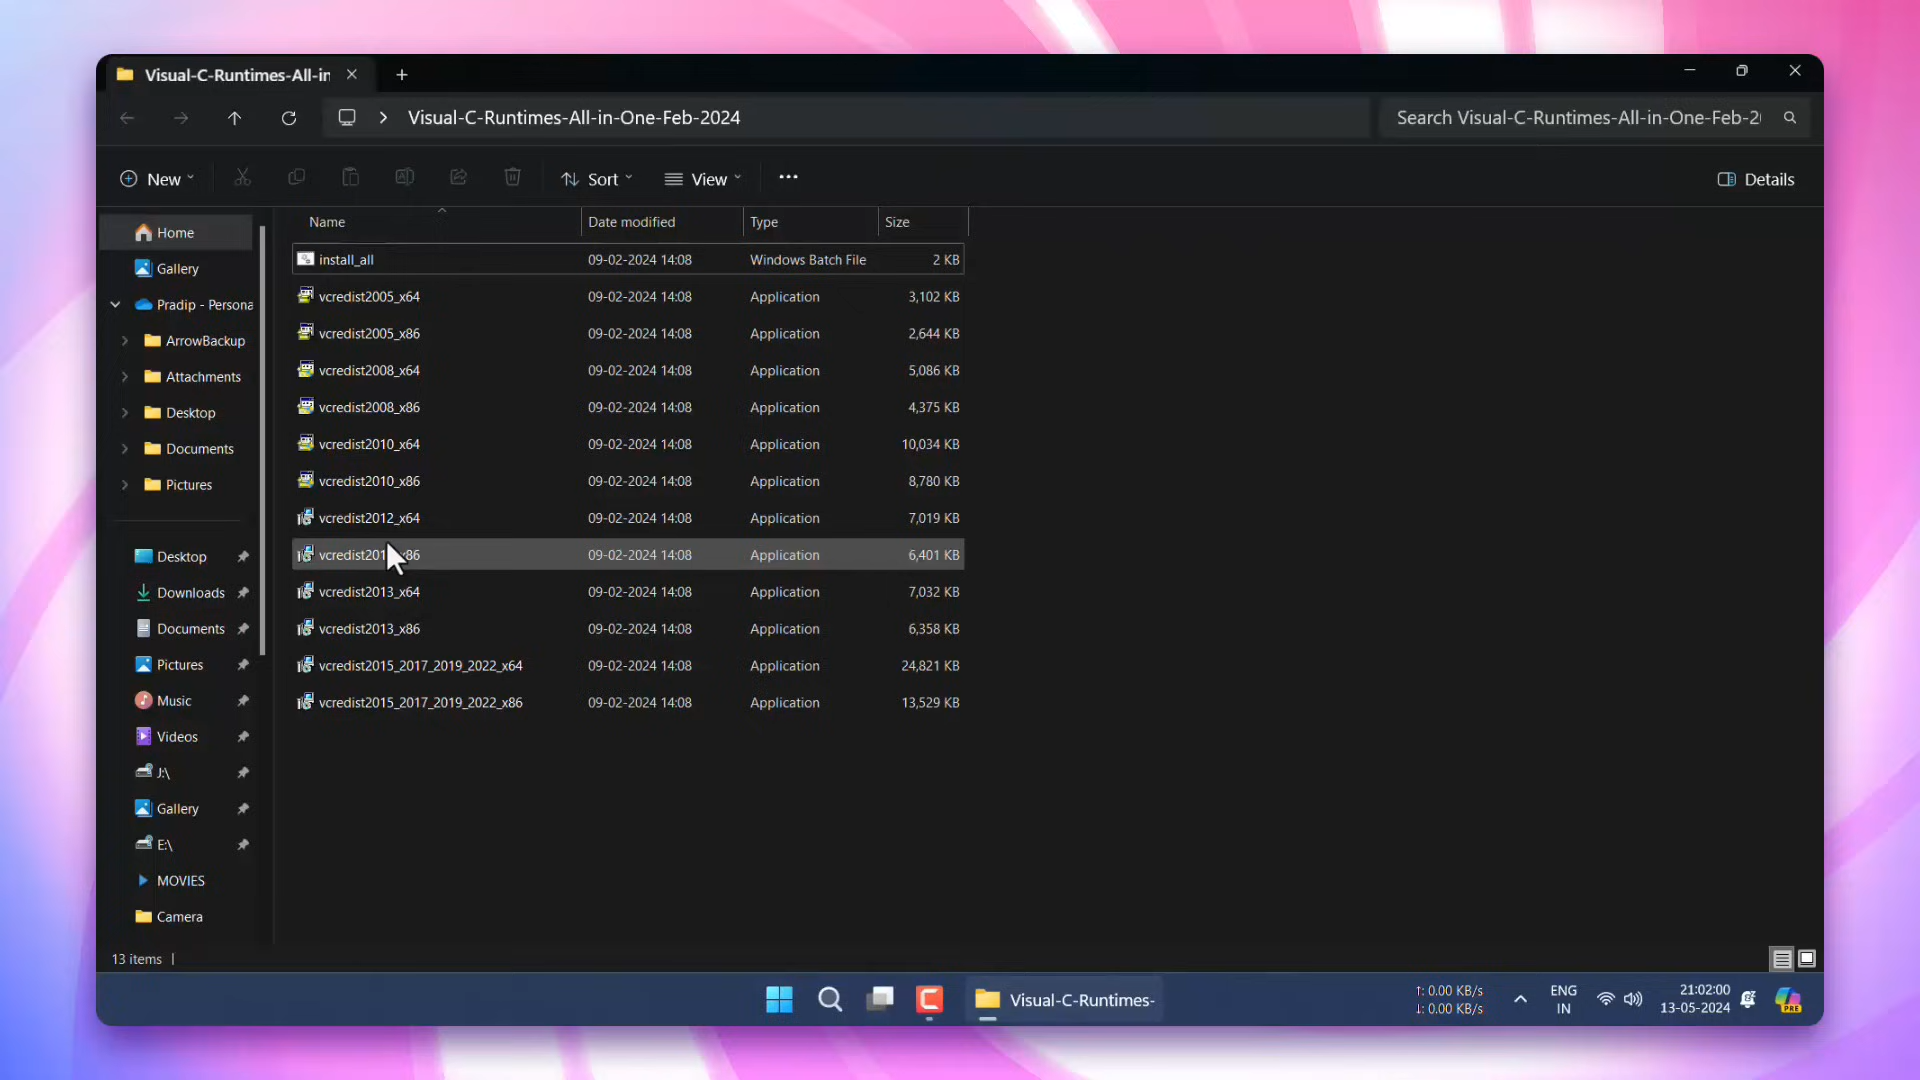 Visual-C-Runtimes-All-in
Visual-C-Runtimes-All-in-One-Feb-2024
Search Visual-C-Runtimes-All-in-One-Feb-2
New
Sort
View
Details
Name Date modified Type Size
Home
Gallery
Pradip - Persona
ArrowBackup
Attachments
Desktop
Documents
Pictures
Desktop
Downloads
Documents
Pictures
Music
Videos
J:\
Gallery
E:\
MOVIES
Camera
install_all 09-02-2024 14:08 Windows Batch File 2 KB
vcredist2005_x64 09-02-2024 14:08 Application 3,102 KB
vcredist2005_x86 09-02-2024 14:08 Application 2,644 KB
vcredist2008_x64 09-02-2024 14:08 Application 5,086 KB
vcredist2008_x86 09-02-2024 14:08 Application 4,375 KB
vcredist2010_x64 09-02-2024 14:08 Application 10,034 KB
vcredist2010_x86 09-02-2024 14:08 Application 8,780 KB
vcredist2012_x64 09-02-2024 14:08 Application 7,019 KB
09-02-2024 14:08 Application 6,401 KB
vcredist2013_x64 09-02-2024 14:08 Application 7,032 KB
vcredist2013_x86 09-02-2024 14:08 Application 6,358 KB
vcredist2015_2017_2019_2022_x64 09-02-2024 14:08 Application 24,821 KB
vcredist2015_2017_2019_2022_x86 09-02-2024 14:08 Application 13,529 KB
13 items
Visual-C-Runtimes-
↑: 0.00 KB/s
↓: 0.00 KB/s
ENG
IN
21:02:00
13-05-2024
PRE